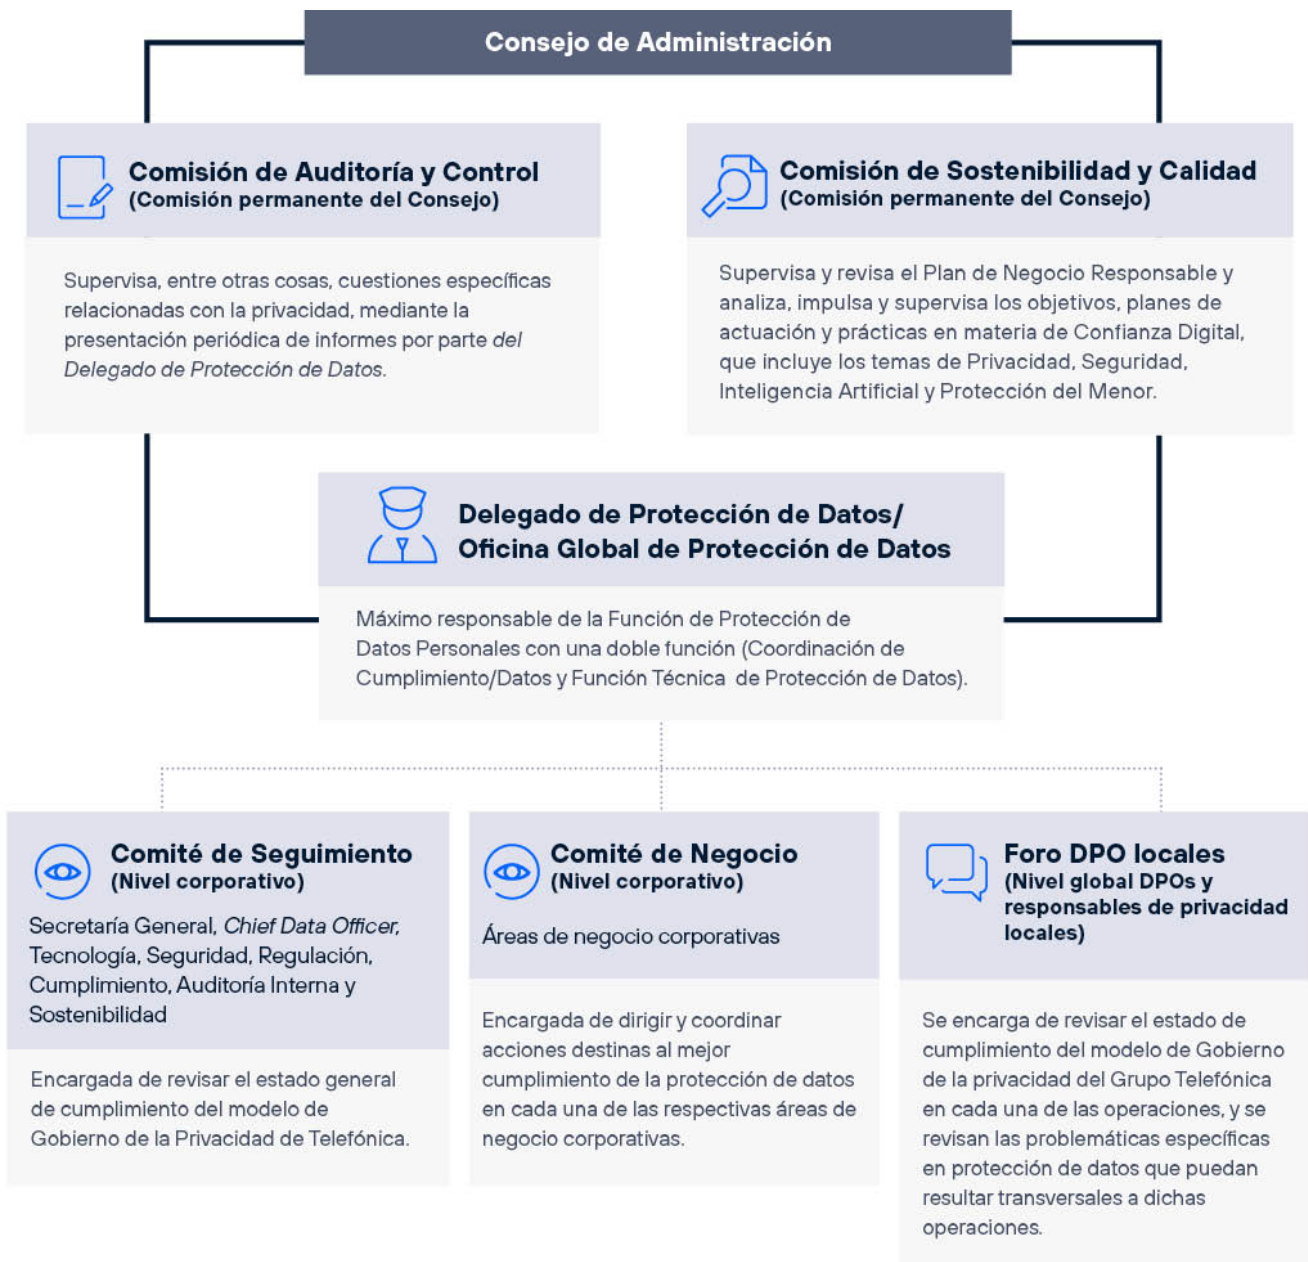 Consejo de Administración
Comisión de Auditoría y Control
(Comisión permanente del Consejo)
Supervisa, entre otras cosas, cuestiones específicas
relacionadas con la privacidad, mediante la
presentación periódica de informes por parte del
Delegado de Protección de Datos.
Comisión de Sostenibilidad y Calidad
(Comisión permanente del Consejo)
Supervisa y revisa el Plan de Negocio Responsable y
analiza, impulsa y supervisa los objetivos, planes de
actuación y prácticas en materia de Confianza Digital,
que incluye los temas de Privacidad, Seguridad,
Inteligencia Artificial y Protección del Menor.
Delegado de Protección de Datos/
Oficina Global de Protección de Datos
Máximo responsable de la Función de Protección de
Datos Personales con una doble función (Coordinación de
Cumplimiento/Datos y Función Técnica de Protección de Datos).
Comité de Seguimiento
(Nivel corporativo)
Secretaría General, Chief Data Officer,
Tecnología, Seguridad, Regulación,
Cumplimiento, Auditoría Interna y
Sostenibilidad
Encargada de revisar el estado general
de cumplimiento del modelo de
Gobierno de la Privacidad de Telefónica.
Comité de Negocio
(Nivel corporativo)
Áreas de negocio corporativas
Encargada de dirigir y coordinar
acciones destinas al mejor
cumplimiento de la protección de datos
en cada una de las respectivas áreas de
negocio corporativas.
Foro DPO locales
(Nivel global DPOs y
responsables de privacidad
locales)
Se encarga de revisar el estado de
cumplimiento del modelo de Gobierno
de la privacidad del Grupo Telefónica
en cada una de las operaciones, y se
revisan las problemáticas específicas
en protección de datos que puedan
resultar transversales a dichas
operaciones.